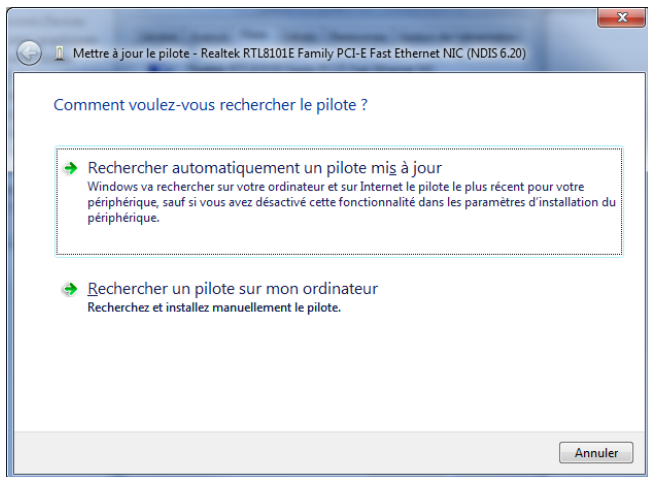 Mettre à jour le pilote - Realtek RTL8101E Family PCI-E Fast Ethernet NIC (NDIS 6.20)
Comment voulez-vous rechercher le pilote ?
Rechercher automatiquement un pilote mis à jour
Windows va rechercher sur votre ordinateur et sur Internet le pilote le plus récent pour votre
périphérique, sauf si vous avez désactivé cette fonctionnalité dans les paramètres d'installation du
périphérique.
Rechercher un pilote sur mon ordinateur
Recherchez et installez manuellement le pilote.
Annuler